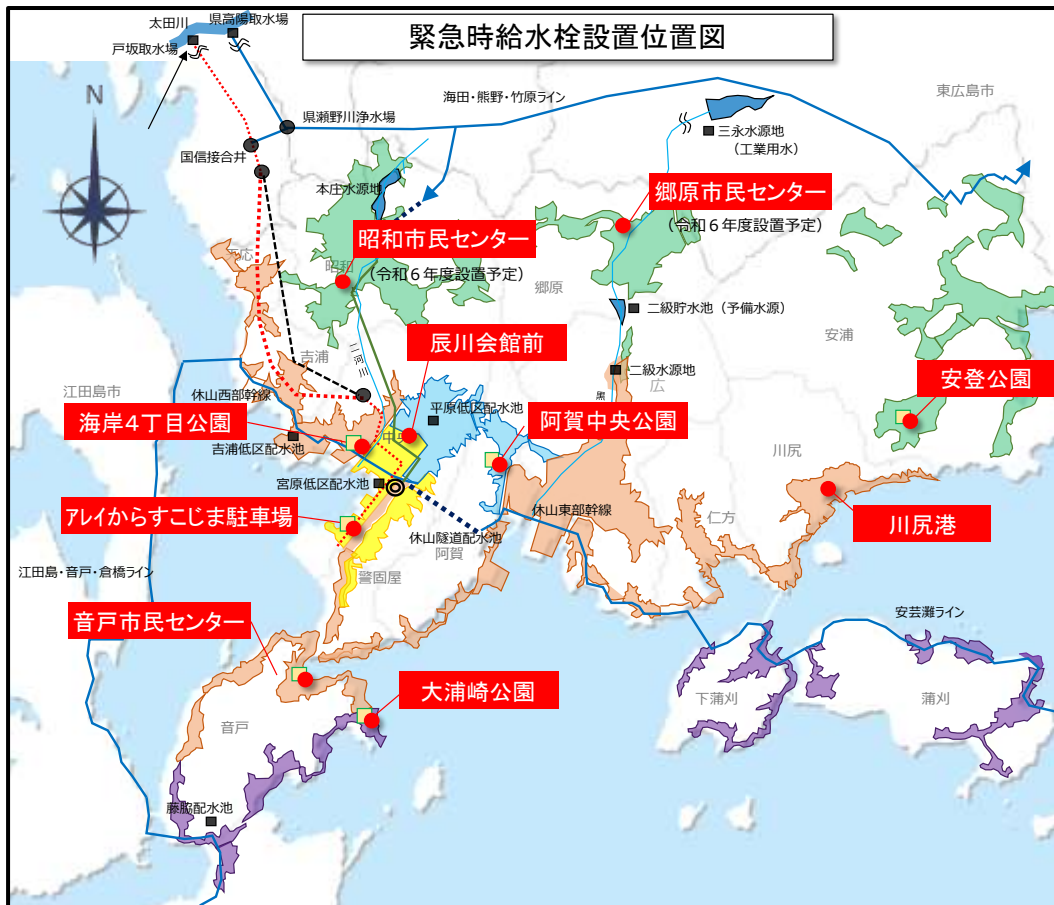 緊急時給水栓設置位置図
太田川
県高陽取水場
戸坂取水場
N
海田・熊野・竹原ライン
東広島市
県瀬野川浄水場
三永水源地
(工業用水)
国信接合井
本庄水源地
郷原市民センター
(令和6年度設置予定)
昭和市民センター
(令和6年度設置予定)
昭和
郷原
二級貯水池(予備水源)
安浦
辰川会館前
二河川
吉浦
二級水源地
広
安登公園
江田島市
休山西部幹線
黒
海岸4丁目公園
平原低区配水池
阿賀中央公園
中央
吉浦低区配水池
川尻
宮原低区配水池
アレイからすこじま駐車場
休山東部幹線
川尻港
仁方
休山隧道配水池
阿賀
江田島・音戸・倉橋ライン
警固屋
安芸灘ライン
音戸市民センター
大浦崎公園
下蒲刈
蒲刈
音戸
藤脇配水池